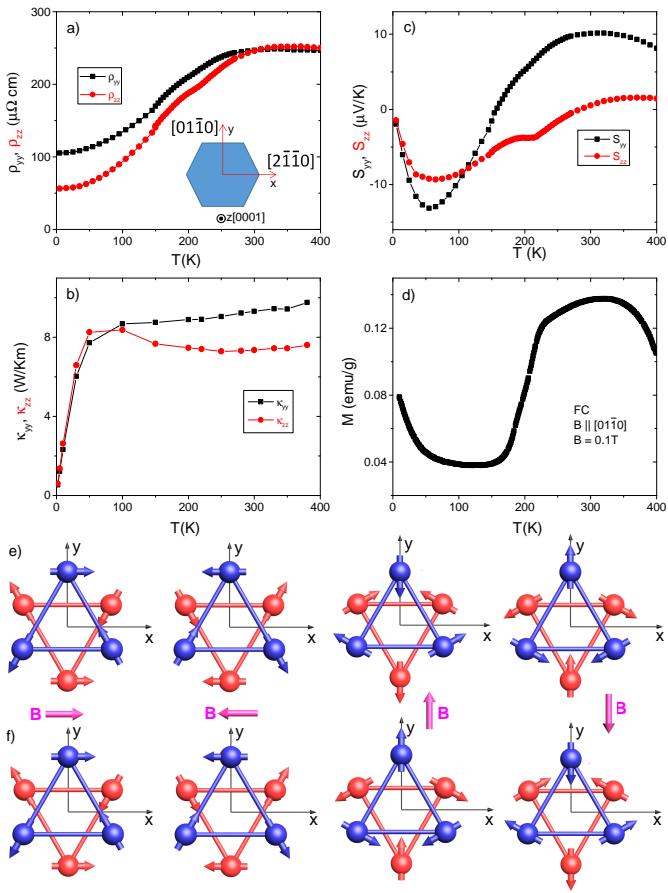 a)
ρyy, ρzz (μΩ cm)
250
200
150
100
50
0
ρyy
ρzz
[011̄0]
y
[21̄1̄0]
x
z[0001]
0 100 200 300 400
T(K)
c)
Syy, Szz (μV/K)
10
0
-10
Syy
Szz
0 100 200 300 400
T (K)
b)
κyy, κzz (W/Km)
8
4
0
κyy
κzz
0 100 200 300 400
T(K)
d)
M (emu/g)
0.12
0.08
0.04
FC
B || [011̄0]
B = 0.1T
0 100 200 300 400
T(K)
e)
y y y y
x x x x
B B B B
f)
y y y y
x x x x